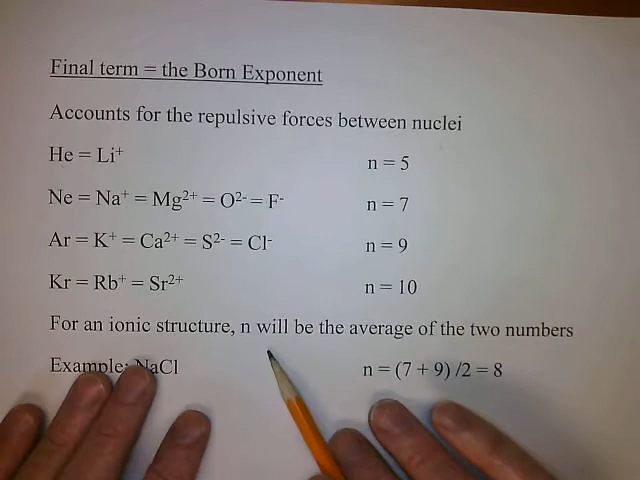 Final term = the Born Exponent
Accounts for the repulsive forces between nuclei
He = Li⁺ n = 5
Ne = Na⁺ = Mg²⁺ = O²⁻ = F⁻ n = 7
Ar = K⁺ = Ca²⁺ = S²⁻ = Cl⁻ n = 9
Kr = Rb⁺ = Sr²⁺ n = 10
For an ionic structure, n will be the average of the two numbers
Example: NaCl n = (7 + 9) /2 = 8